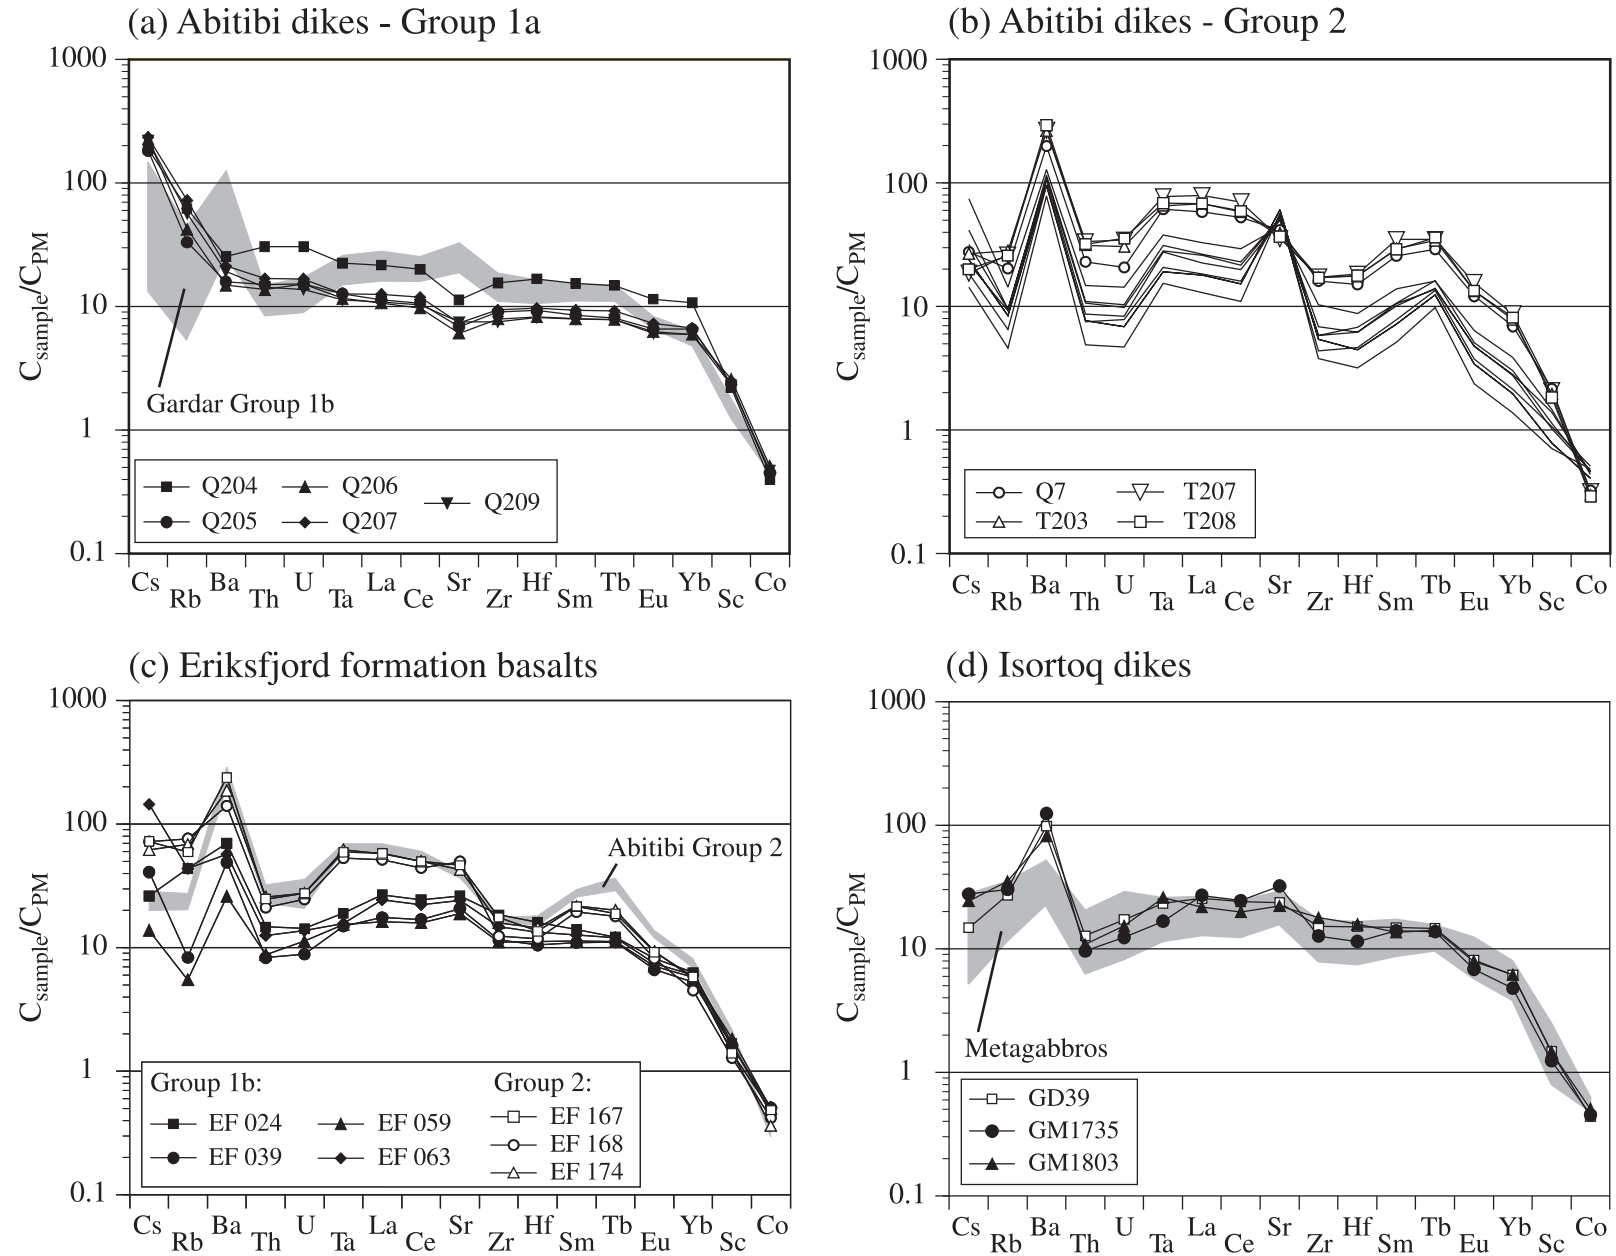 (a) Abitibi dikes - Group 1a
1000
100
10
1
0.1
Csample/CPM
Gardar Group 1b
Q204 Q206 Q209
Q205 Q207
Cs Ba U La Sr Hf Tb Yb Co
Rb Th Ta Ce Zr Sm Eu Sc
(b) Abitibi dikes - Group 2
1000
100
10
1
0.1
Csample/CPM
Q7 T207
T203 T208
Cs Ba U La Sr Hf Tb Yb Co
Rb Th Ta Ce Zr Sm Eu Sc
(c) Eriksfjord formation basalts
1000
100
10
1
0.1
Csample/CPM
Abitibi Group 2
Group 1b: Group 2:
EF 024 EF 059 EF 167
EF 039 EF 063 EF 168
EF 174
Cs Ba U La Sr Hf Tb Yb Co
Rb Th Ta Ce Zr Sm Eu Sc
(d) Isortoq dikes
1000
100
10
1
0.1
Csample/CPM
Metagabbros
GD39
GM1735
GM1803
Cs Ba U La Sr Hf Tb Yb Co
Rb Th Ta Ce Zr Sm Eu Sc